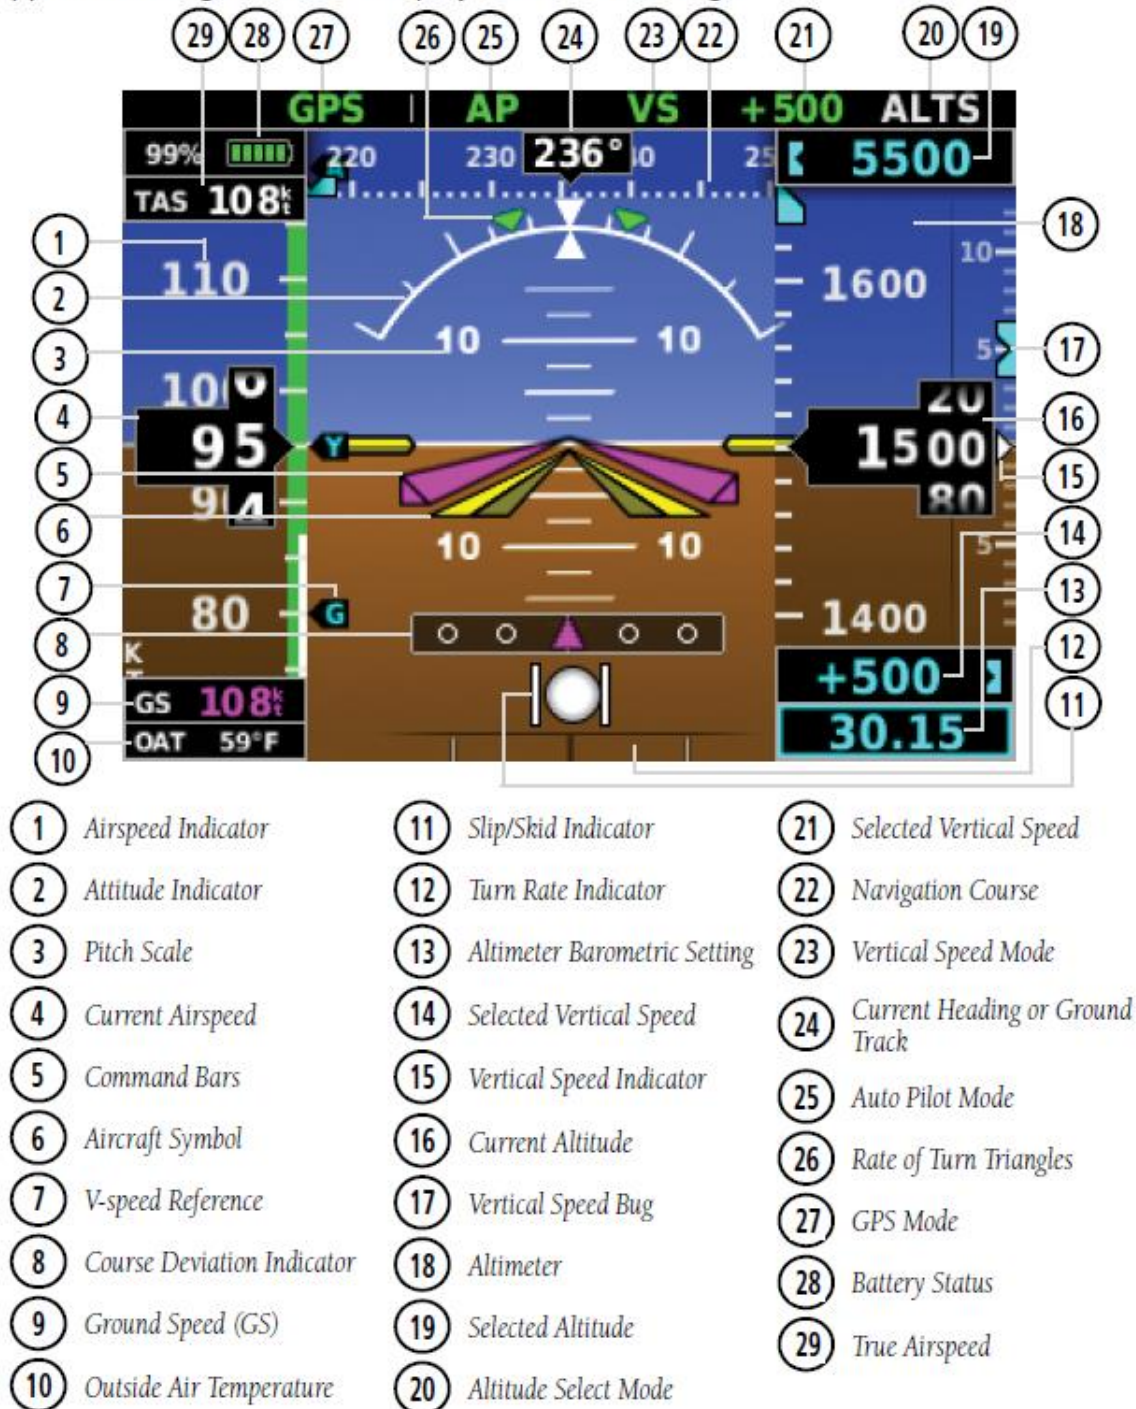 29 28 27 26 25 24 23 22 21 20 19
GPS AP VS +500 ALTS
99% 220 230 236° 5500
TAS 108kt
1 110 10 18
2 1600
3 10 10 5 17
4 20 16
95 Y 1500
5 80 15
6 10 10 5 14
7 80 G 1400 13
8 12
K
9 GS 108kt +500 11
10 OAT 59°F 30.15
1 Airspeed Indicator
2 Attitude Indicator
3 Pitch Scale
4 Current Airspeed
5 Command Bars
6 Aircraft Symbol
7 V-speed Reference
8 Course Deviation Indicator
9 Ground Speed (GS)
10 Outside Air Temperature
11 Slip/Skid Indicator
12 Turn Rate Indicator
13 Altimeter Barometric Setting
14 Selected Vertical Speed
15 Vertical Speed Indicator
16 Current Altitude
17 Vertical Speed Bug
18 Altimeter
19 Selected Altitude
20 Altitude Select Mode
21 Selected Vertical Speed
22 Navigation Course
23 Vertical Speed Mode
24 Current Heading or Ground
Track
25 Auto Pilot Mode
26 Rate of Turn Triangles
27 GPS Mode
28 Battery Status
29 True Airspeed